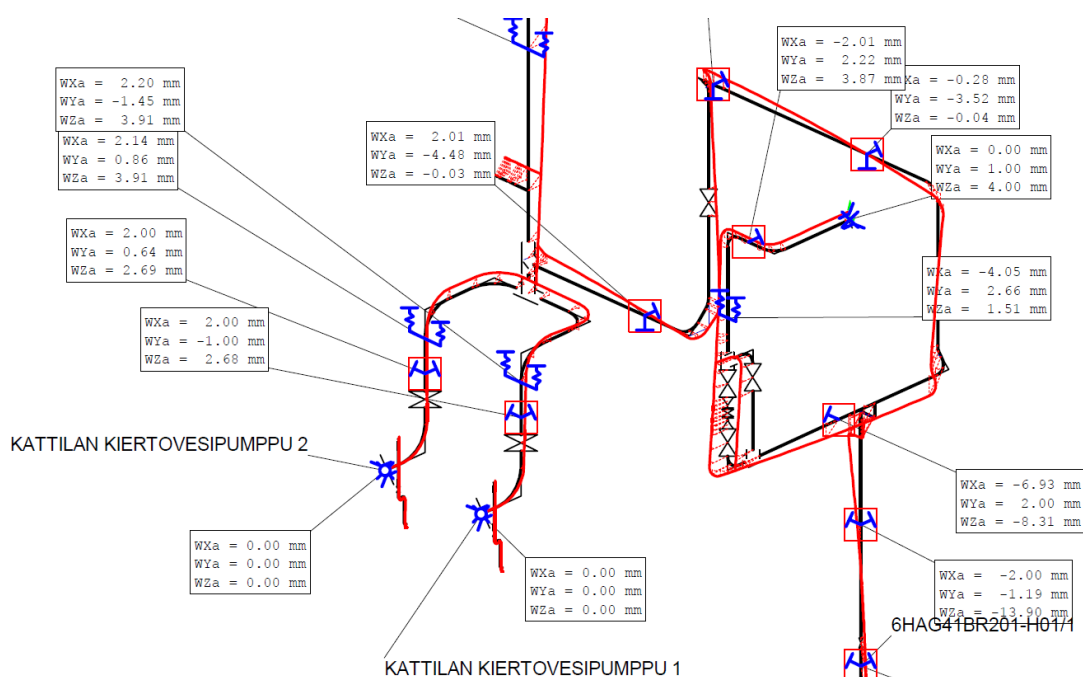 WXa = -2.01 mm
WYa = 2.22 mm
WZa = 3.87 mm
WXa = 2.20 mm
WYa = -1.45 mm
WZa = 3.91 mm
Xa = -0.28 mm
WYa = -3.52 mm
WZa = -0.04 mm
WXa = 2.14 mm
WYa = 0.86 mm
WZa = 3.91 mm
WXa = 2.01 mm
WYa = -4.48 mm
WZa = -0.03 mm
WXa = 0.00 mm
WYa = 1.00 mm
WZa = 4.00 mm
WXa = 2.00 mm
WYa = 0.64 mm
WZa = 2.69 mm
WXa = -4.05 mm
WYa = 2.66 mm
WZa = 1.51 mm
WXa = 2.00 mm
WYa = -1.00 mm
WZa = 2.68 mm
KATTILAN KIERTOVESIPUMPPU 2
WXa = -6.93 mm
WYa = 2.00 mm
WZa = -8.31 mm
WXa = 0.00 mm
WYa = 0.00 mm
WZa = 0.00 mm
WXa = 0.00 mm
WYa = 0.00 mm
WZa = 0.00 mm
WXa = -2.00 mm
WYa = -1.19 mm
WZa = -13.90 mm
6HAG41BR201-H01/1
KATTILAN KIERTOVESIPUMPPU 1